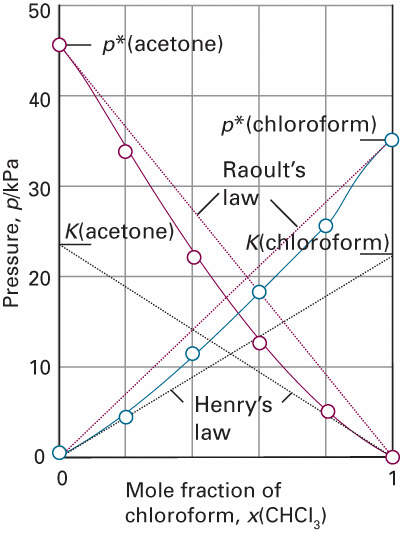 50
p*(acetone)
40
p*(chloroform)
Raoult's
law
30
K(acetone)
K(chloroform)
20
10
Henry's
law
0
0
1
Pressure, p/kPa
Mole fraction of
chloroform, x(CHCl₃)